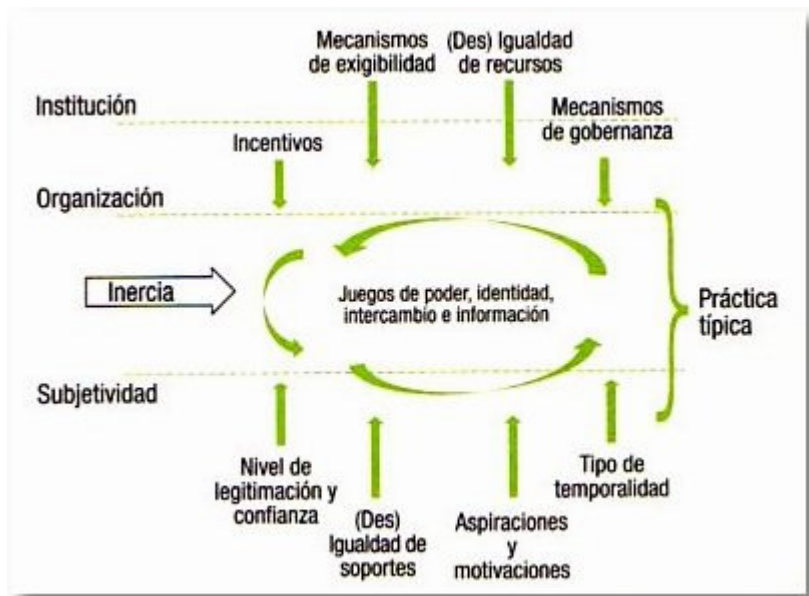 Mecanismos
de exigibilidad
(Des) Igualdad
de recursos
Institución
Mecanismos
de gobernanza
Incentivos
Organización
Inercia
Juegos de poder, identidad,
intercambio e información
Práctica
típica
Subjetividad
Nivel de
legitimación y
confianza
(Des)
Igualdad de
soportes
Aspiraciones
y
motivaciones
Tipo de
temporalidad